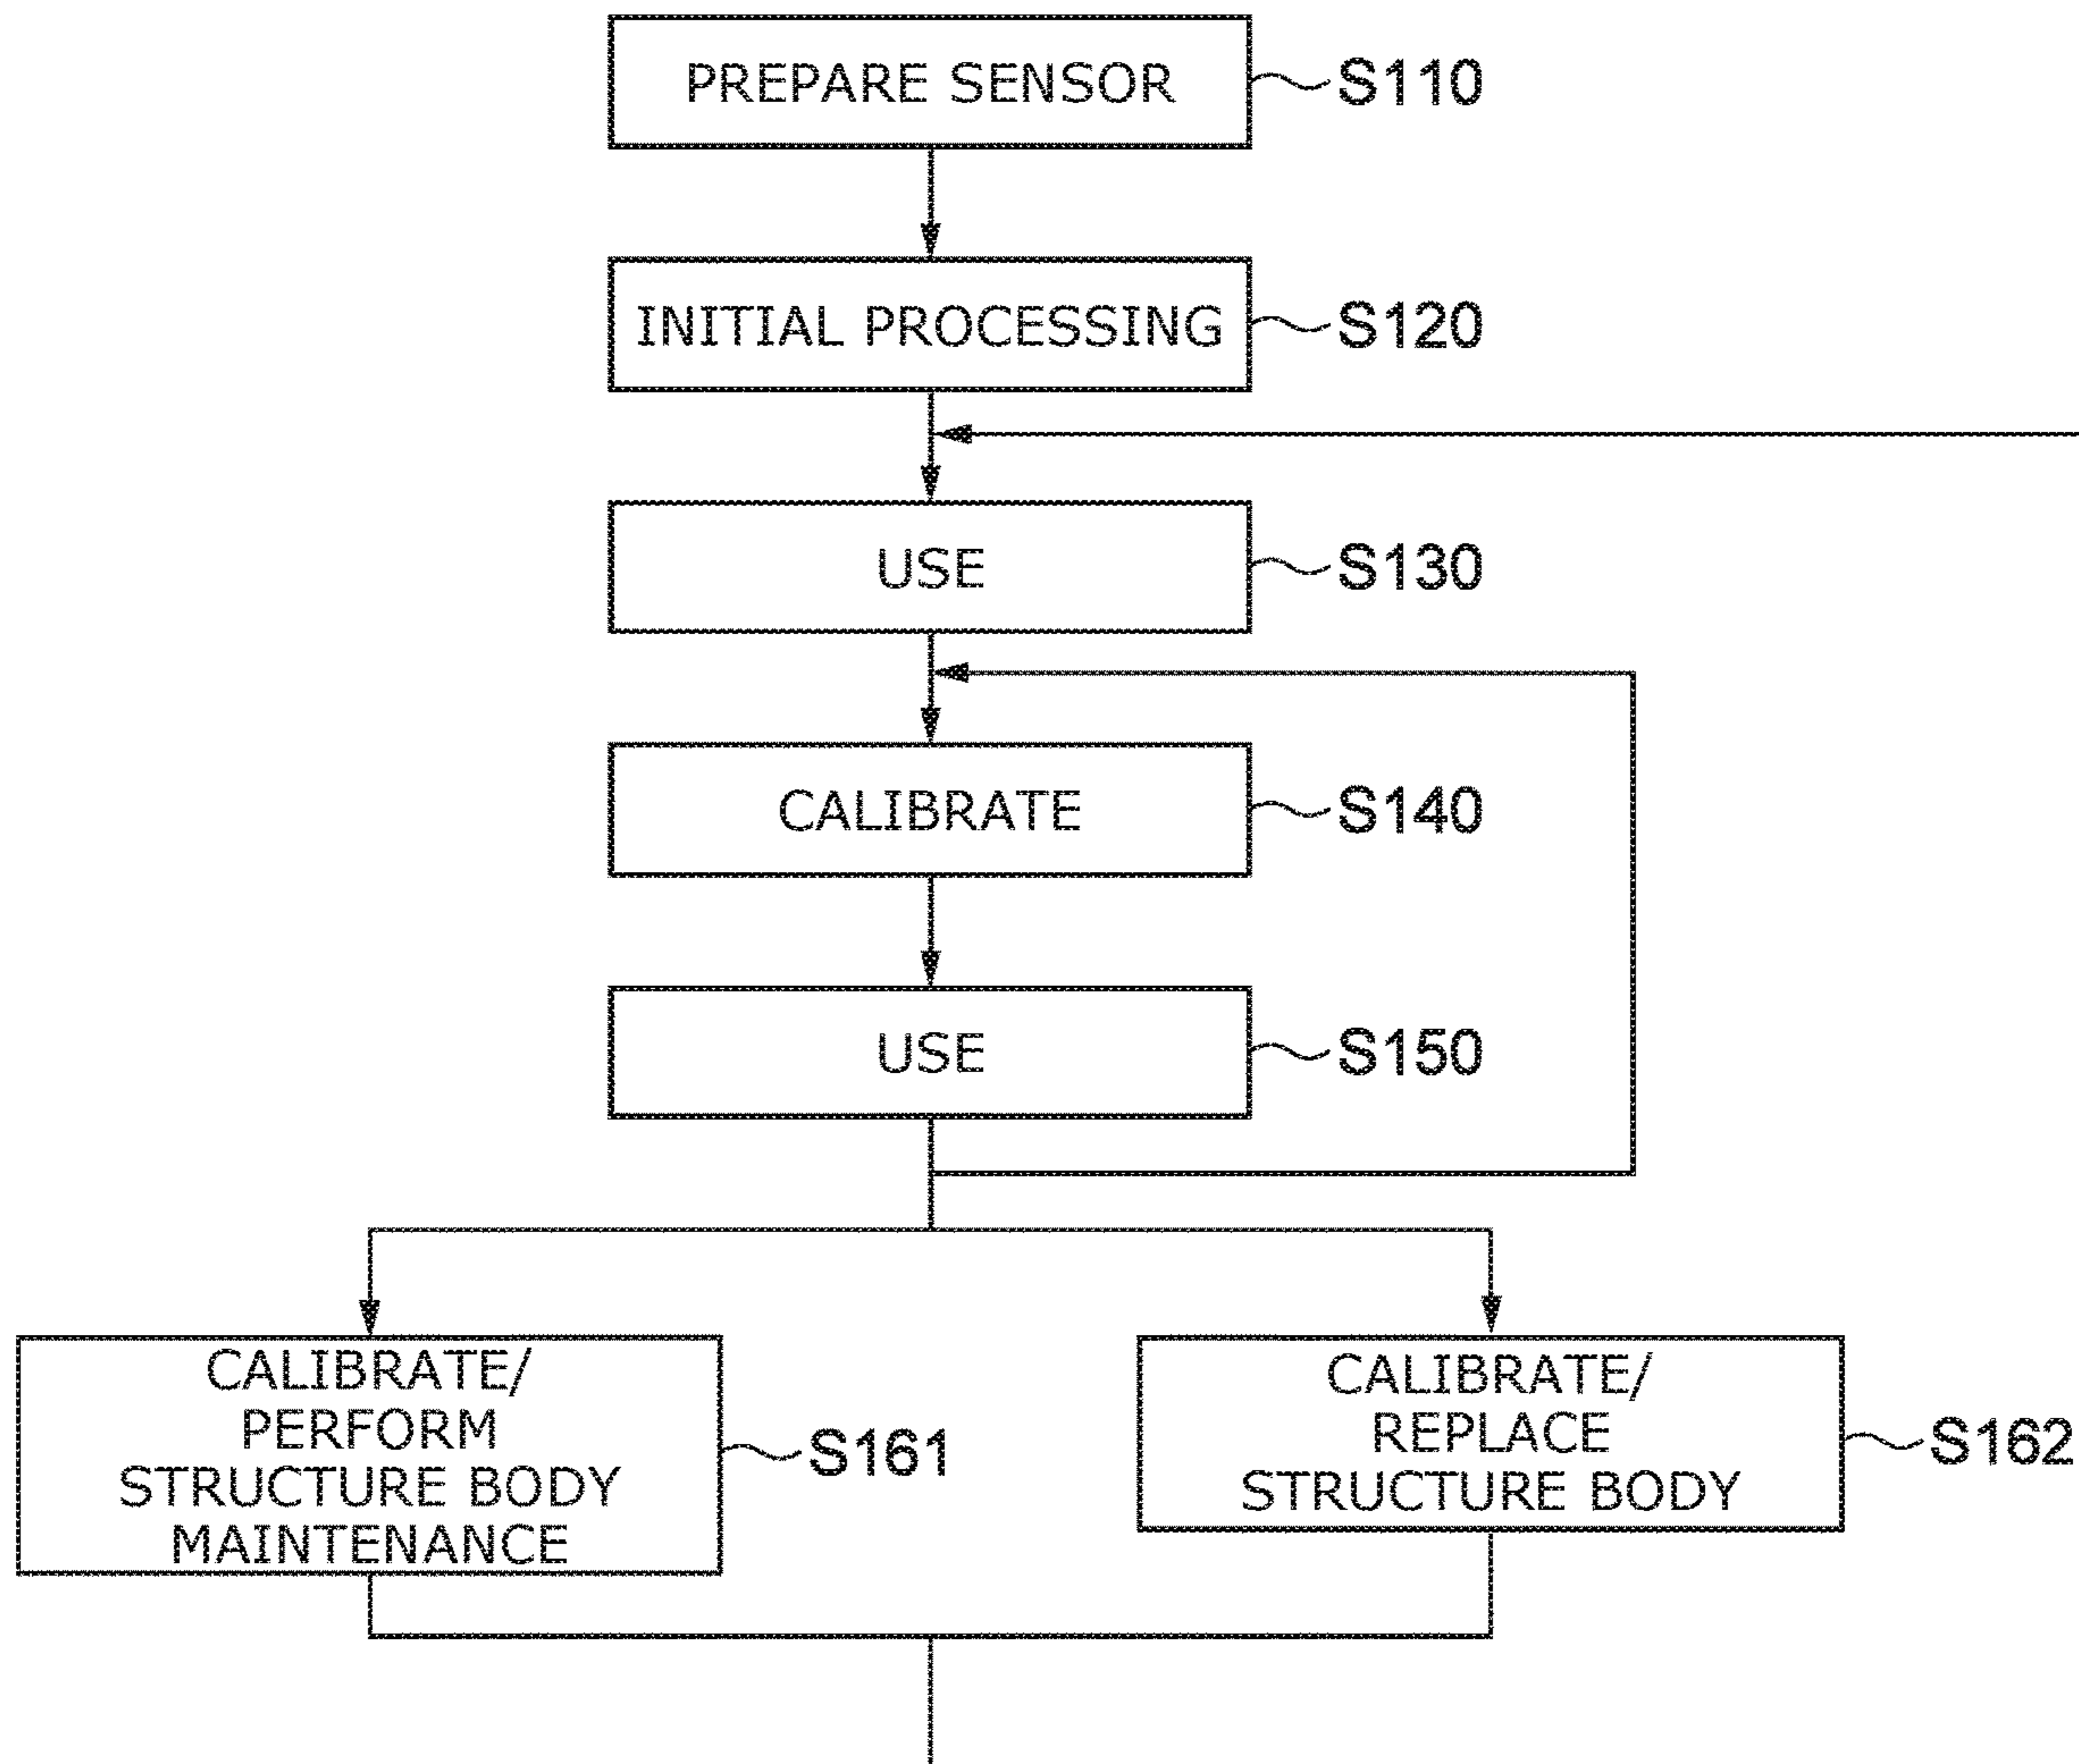 PREPARE SENSOR
S110
INITIAL PROCESSING
S120
USE
S130
CALIBRATE
S140
USE
S150
CALIBRATE/
PERFORM
STRUCTURE BODY
MAINTENANCE
S161
CALIBRATE/
REPLACE
STRUCTURE BODY
S162